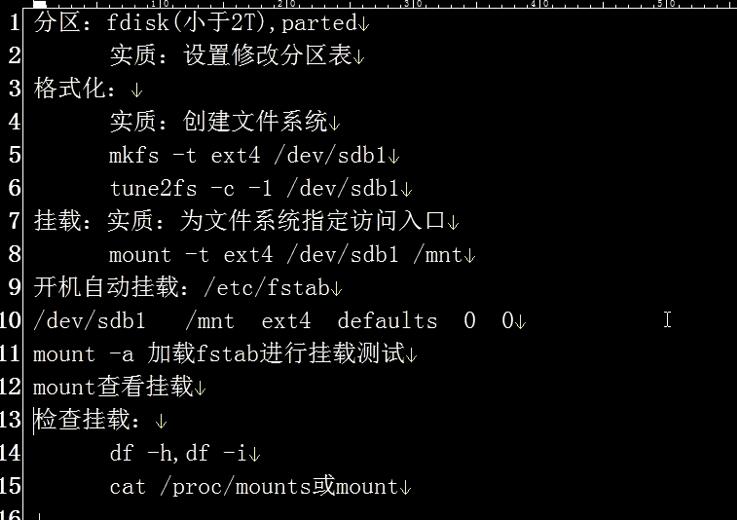 1 分区：fdisk(小于2T),parted↓
2 实质：设置修改分区表↓
3 格式化：↓
4 实质：创建文件系统↓
5 mkfs -t ext4 /dev/sdb1↓
6 tune2fs -c -1 /dev/sdb1↓
7 挂载：实质：为文件系统指定访问入口↓
8 mount -t ext4 /dev/sdb1 /mnt↓
9 开机自动挂载：/etc/fstab↓
10 /dev/sdb1 /mnt ext4 defaults 0 0↓
11 mount -a 加载fstab进行挂载测试↓
12 mount查看挂载↓
13 检查挂载：↓
14 df -h,df -i↓
15 cat /proc/mounts或mount↓
16 ↓